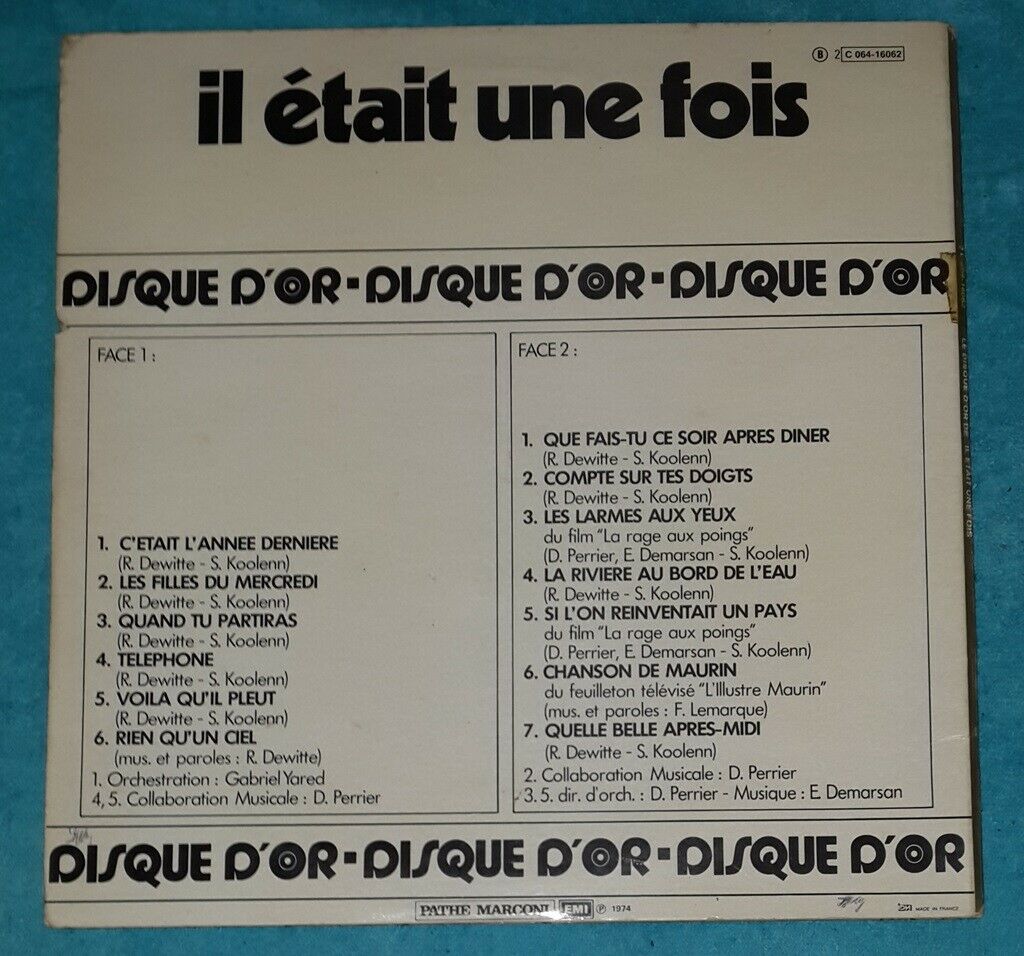 il était une fois
B 2 C 064-16062
DISQUE D'OR-DISQUE D'OR-DISQUE D'OR
FACE 1 :
1. C'ETAIT L'ANNEE DERNIERE
(R. Dewitte - S. Koolenn)
2. LES FILLES DU MERCREDI
(R. Dewitte - S. Koolenn)
3. QUAND TU PARTIRAS
(R. Dewitte - S. Koolenn)
4. TELEPHONE
(R. Dewitte - S. Koolenn)
5. VOILA QU'IL PLEUT
(R. Dewitte - S. Koolenn)
6. RIEN QU'UN CIEL
(mus. et paroles : R. Dewitte)
1. Orchestration : Gabriel Yared
4, 5. Collaboration Musicale : D. Perrier
FACE 2 :
1. QUE FAIS-TU CE SOIR APRES DINER
(R. Dewitte - S. Koolenn)
2. COMPTE SUR TES DOIGTS
(R. Dewitte - S. Koolenn)
3. LES LARMES AUX YEUX
du film "La rage aux poings"
(D. Perrier, E. Demarsan - S. Koolenn)
4. LA RIVIERE AU BORD DE L'EAU
(R. Dewitte - S. Koolenn)
5. SI L'ON REINVENTAIT UN PAYS
du film "La rage aux poings"
(D. Perrier, E. Demarsan - S. Koolenn)
6. CHANSON DE MAURIN
du feuilleton télévisé "L'Illustre Maurin"
(mus. et paroles : F. Lemarque)
7. QUELLE BELLE APRES-MIDI
(R. Dewitte - S. Koolenn)
2. Collaboration Musicale : D. Perrier
3. 5. dir. d'orch. : D. Perrier - Musique : E. Demarsan
LE DISQUE D'OR DE IL ETAIT UNE FOIS
DISQUE D'OR-DISQUE D'OR-DISQUE D'OR
PATHE MARCONI EMI ℗ 1974
MADE IN FRANCE